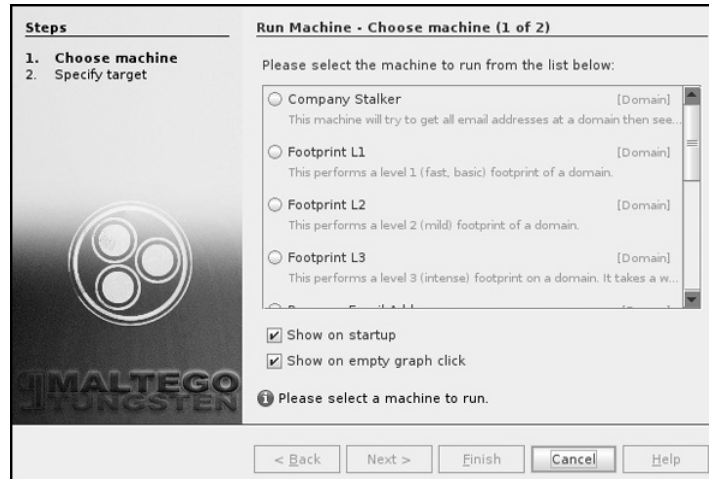 Steps
1. Choose machine
2. Specify target
Run Machine - Choose machine (1 of 2)
Please select the machine to run from the list below:
Company Stalker [Domain]
This machine will try to get all email addresses at a domain then see...
Footprint L1 [Domain]
This performs a level 1 (fast, basic) footprint of a domain.
Footprint L2 [Domain]
This performs a level 2 (mild) footprint of a domain.
Footprint L3 [Domain]
This performs a level 3 (intense) footprint on a domain. It takes a w...
Show on startup
Show on empty graph click
Please select a machine to run.
MALTEGO
TUNGSTEN
< Back Next > Finish Cancel Help